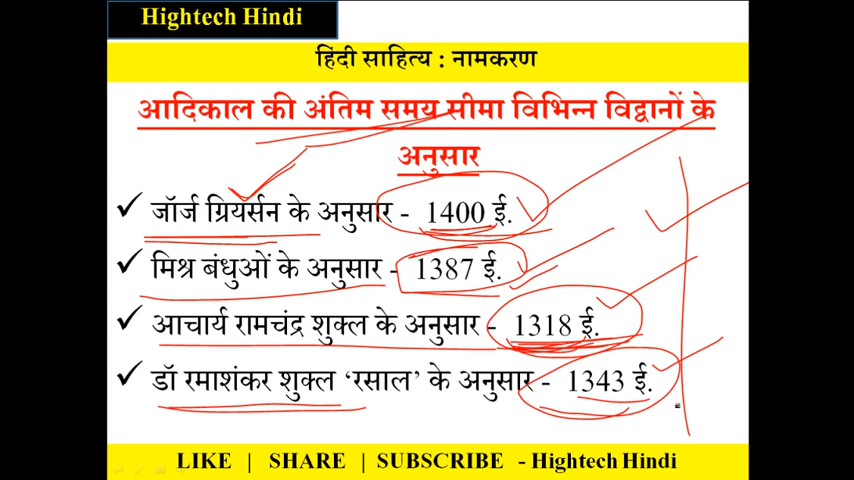 Hightech Hindi
हिंदी साहित्य : नामकरण
आदिकाल की अंतिम समय सीमा विभिन्न विद्वानों के
अनुसार
✓ जॉर्ज ग्रियर्सन के अनुसार - 1400 ई.
✓ मिश्र बंधुओं के अनुसार - 1387 ई.
✓ आचार्य रामचंद्र शुक्ल के अनुसार - 1318 ई.
✓ डॉ रमाशंकर शुक्ल ‘रसाल’ के अनुसार - 1343 ई.
LIKE | SHARE | SUBSCRIBE - Hightech Hindi